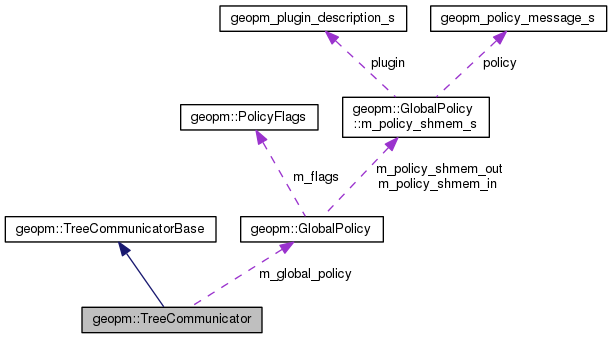 geopm_plugin_description_s
geopm_policy_message_s
plugin
policy
geopm::GlobalPolicy
::m_policy_shmem_s
geopm::PolicyFlags
m_flags
m_policy_shmem_out
m_policy_shmem_in
geopm::TreeCommunicatorBase
geopm::GlobalPolicy
m_global_policy
geopm::TreeCommunicator